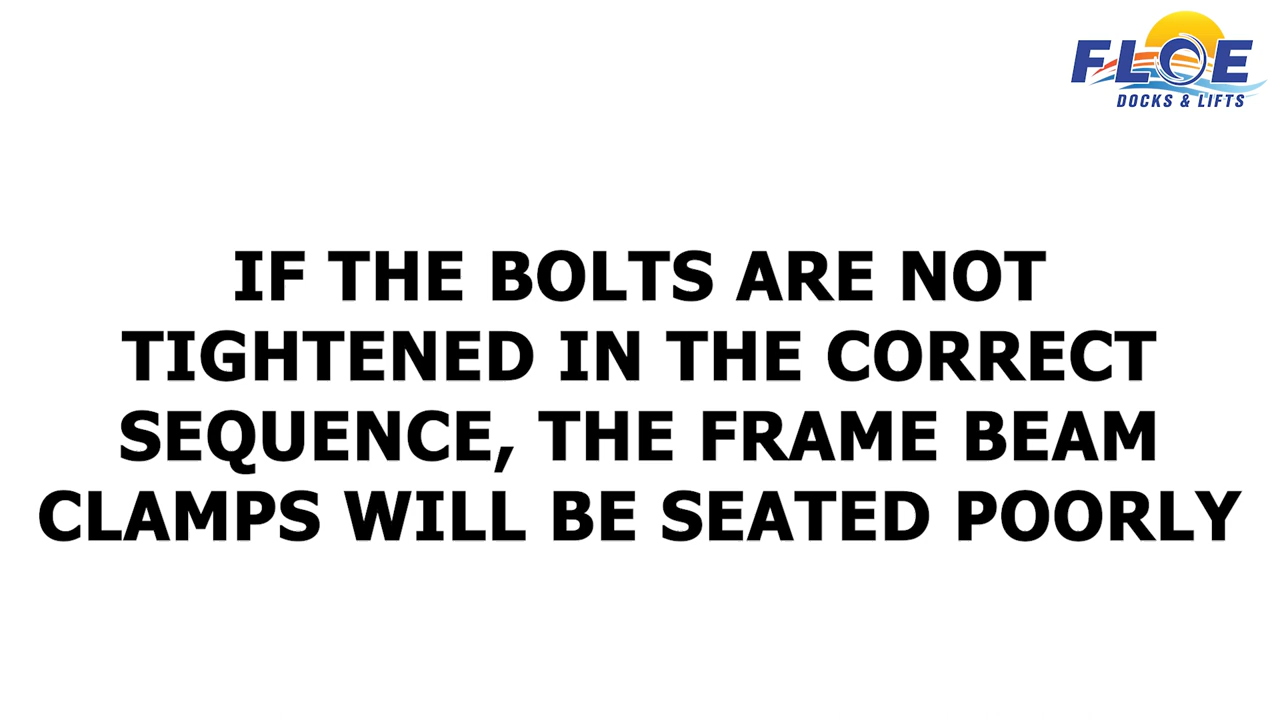 FLOE
DOCKS & LIFTS
IF THE BOLTS ARE NOT
TIGHTENED IN THE CORRECT
SEQUENCE, THE FRAME BEAM
CLAMPS WILL BE SEATED POORLY